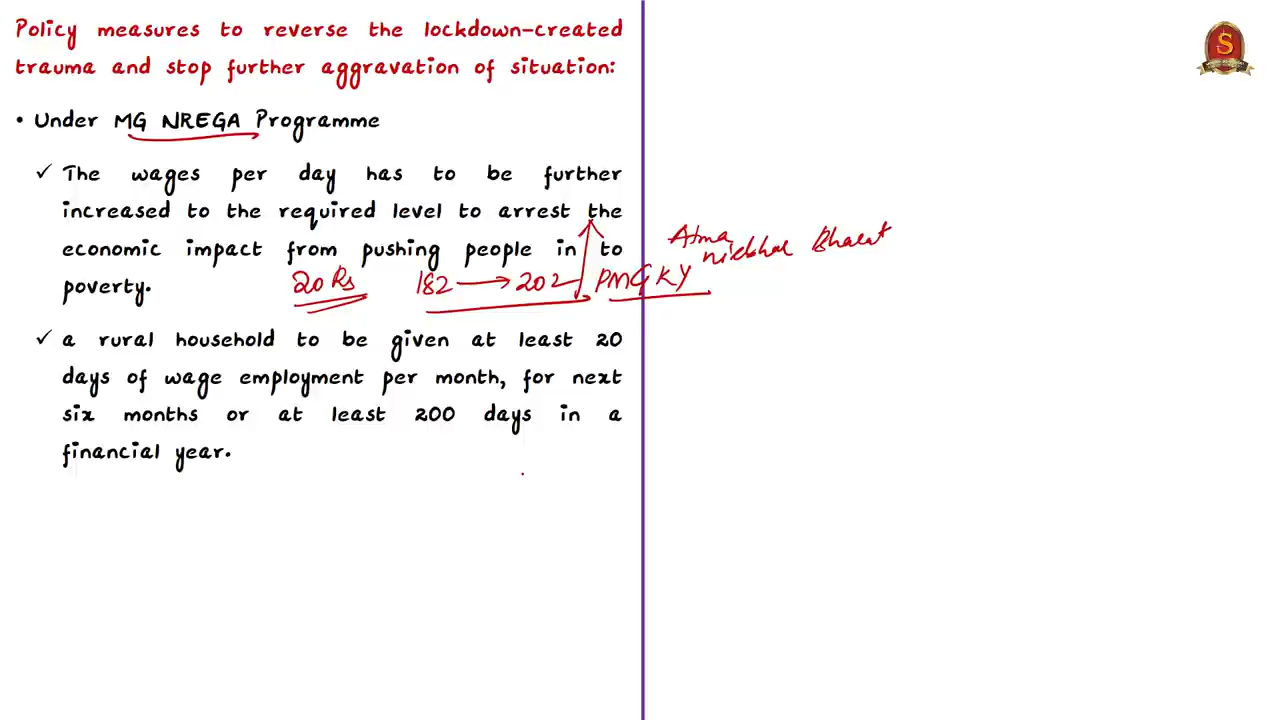 Policy measures to reverse the lockdown-created
trauma and stop further aggravation of situation:
• Under MG NREGA Programme
✓ The wages per day has to be further
increased to the required level to arrest the
economic impact from pushing people in to
poverty.
20 Rs 182 → 202 PMGKY
Atma
nirbhar Bharat
✓ a rural household to be given at least 20
days of wage employment per month, for next
six months or at least 200 days in a
financial year.
S